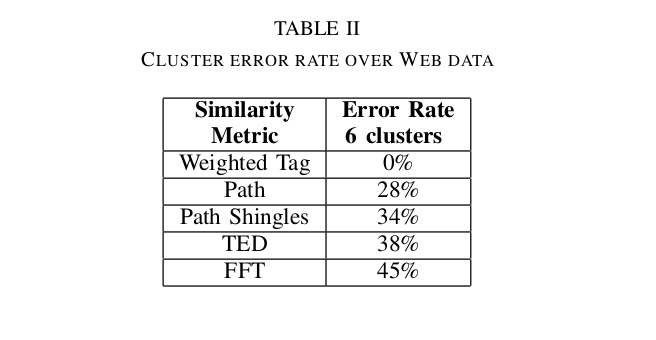 TABLE II
CLUSTER ERROR RATE OVER WEB DATA
Similarity Metric | Error Rate 6 clusters
Weighted Tag | 0%
Path | 28%
Path Shingles | 34%
TED | 38%
FFT | 45%